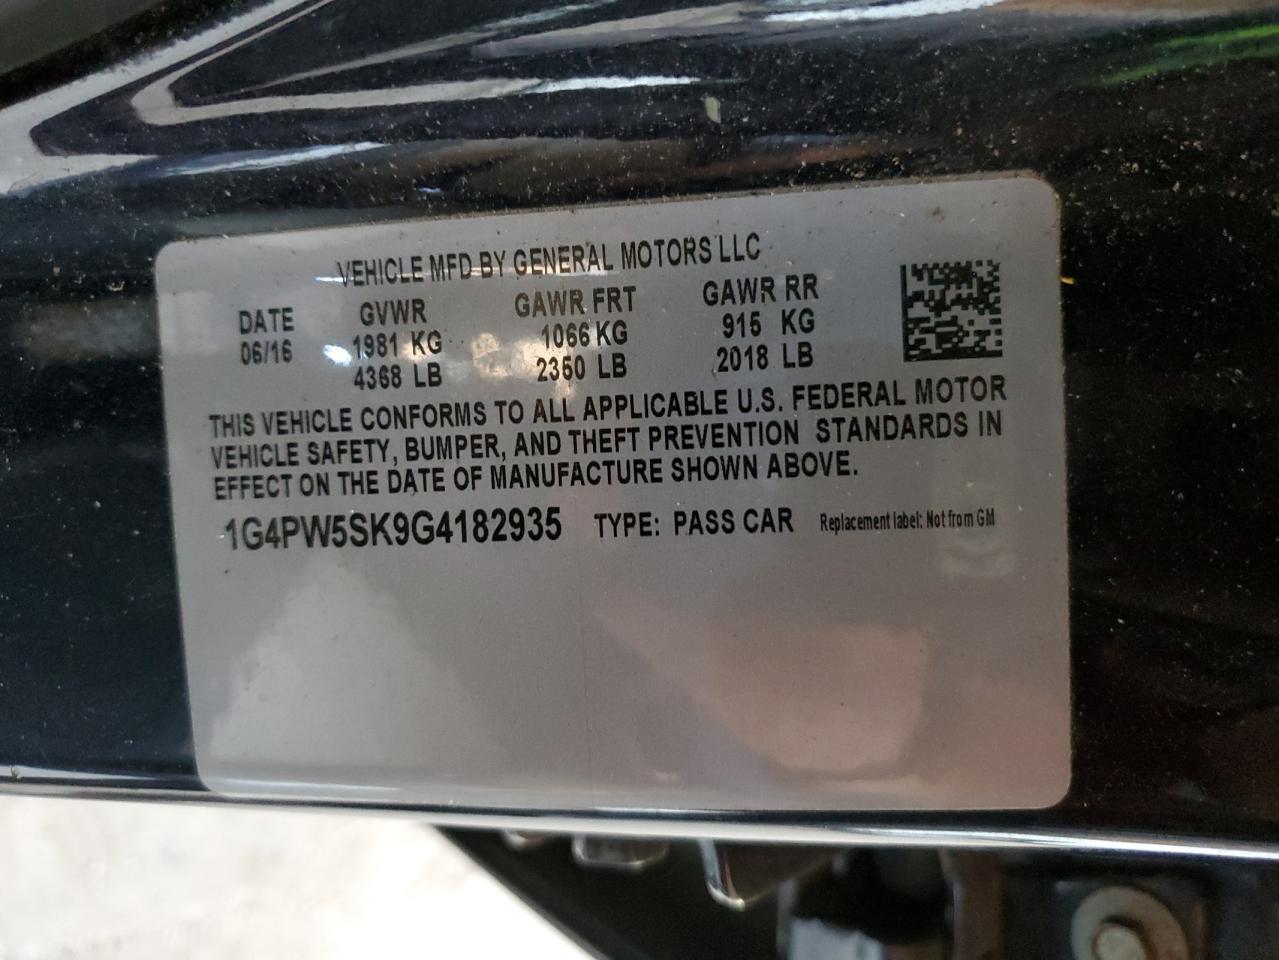 VEHICLE MFD BY GENERAL MOTORS LLC
DATE GVWR GAWR FRT GAWR RR
06/16 1981 KG 1066 KG 915 KG
4368 LB 2350 LB 2018 LB
THIS VEHICLE CONFORMS TO ALL APPLICABLE U.S. FEDERAL MOTOR
VEHICLE SAFETY, BUMPER, AND THEFT PREVENTION STANDARDS IN
EFFECT ON THE DATE OF MANUFACTURE SHOWN ABOVE.
1G4PW5SK9G4182935 TYPE: PASS CAR Replacement label: Not from GM